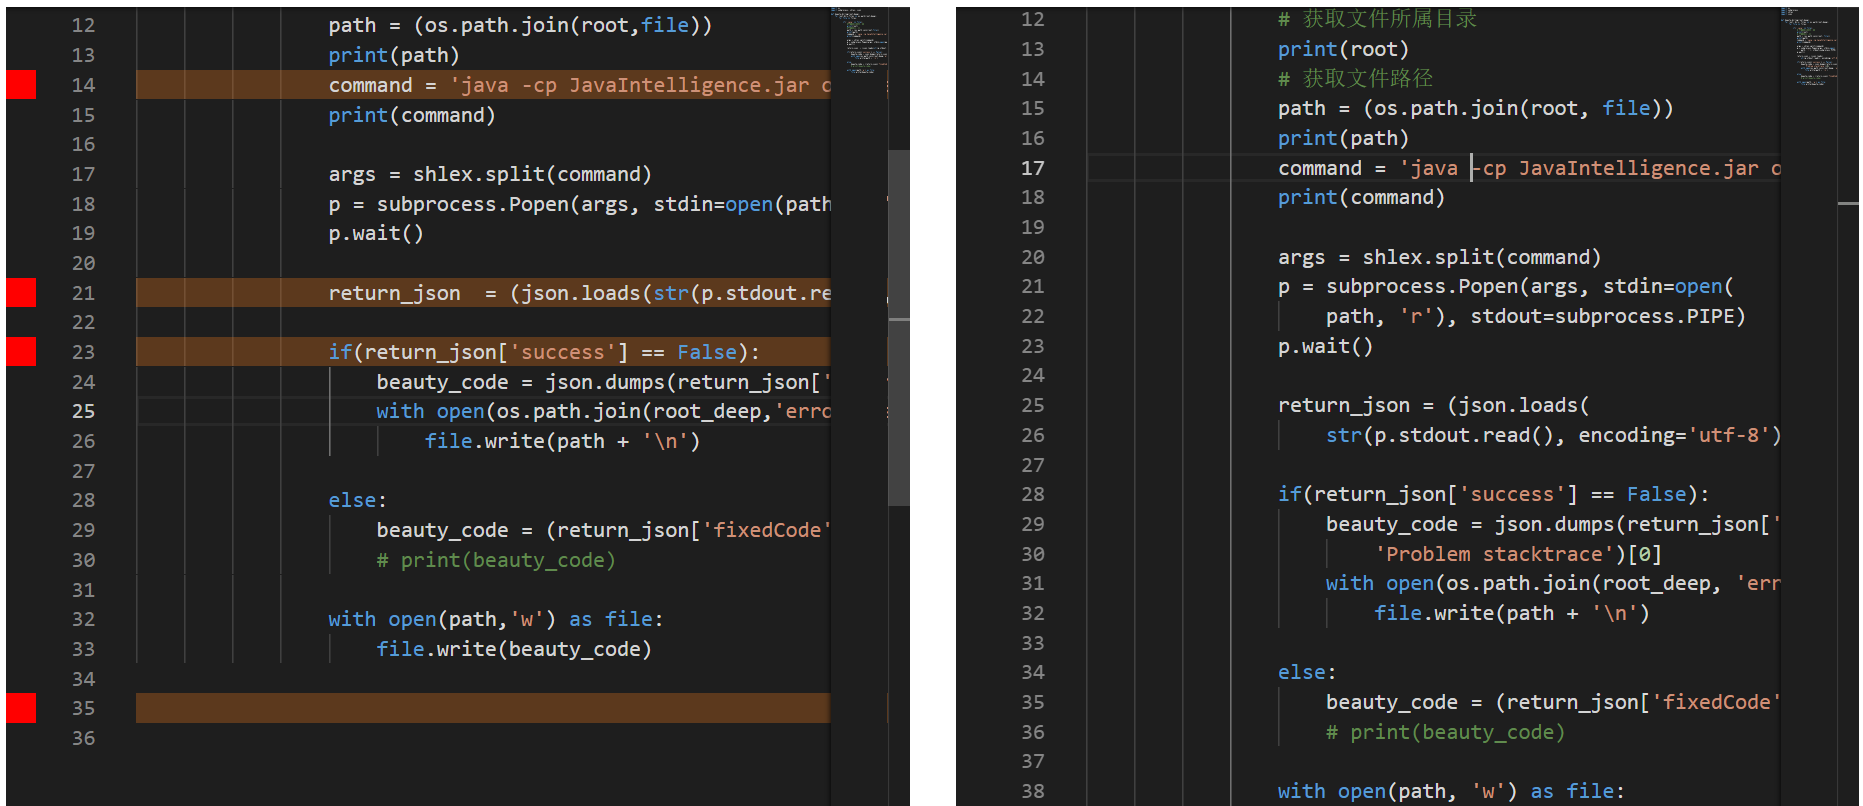 12 path = (os.path.join(root,file))
13 print(path)
14 command = 'java -cp JavaIntelligence.jar c
15 print(command)
16
17 args = shlex.split(command)
18 p = subprocess.Popen(args, stdin=open(path
19 p.wait()
20
21 return_json  = (json.loads(str(p.stdout.re
22
23 if(return_json['success'] == False):
24 beauty_code = json.dumps(return_json['
25 with open(os.path.join(root_deep,'erro
26 file.write(path + '\n')
27
28 else:
29 beauty_code = (return_json['fixedCode'
30 # print(beauty_code)
31
32 with open(path,'w') as file:
33 file.write(beauty_code)
34
35
36
12 # 获取文件所属目录
13 print(root)
14 # 获取文件路径
15 path = (os.path.join(root, file))
16 print(path)
17 command = 'java -cp JavaIntelligence.jar c
18 print(command)
19
20 args = shlex.split(command)
21 p = subprocess.Popen(args, stdin=open(
22 path, 'r'), stdout=subprocess.PIPE)
23 p.wait()
24
25 return_json = (json.loads(
26 str(p.stdout.read(), encoding='utf-8')
27
28 if(return_json['success'] == False):
29 beauty_code = json.dumps(return_json['
30 'Problem stacktrace')[0]
31 with open(os.path.join(root_deep, 'err
32 file.write(path + '\n')
33
34 else:
35 beauty_code = (return_json['fixedCode'
36 # print(beauty_code)
37
38 with open(path, 'w') as file: